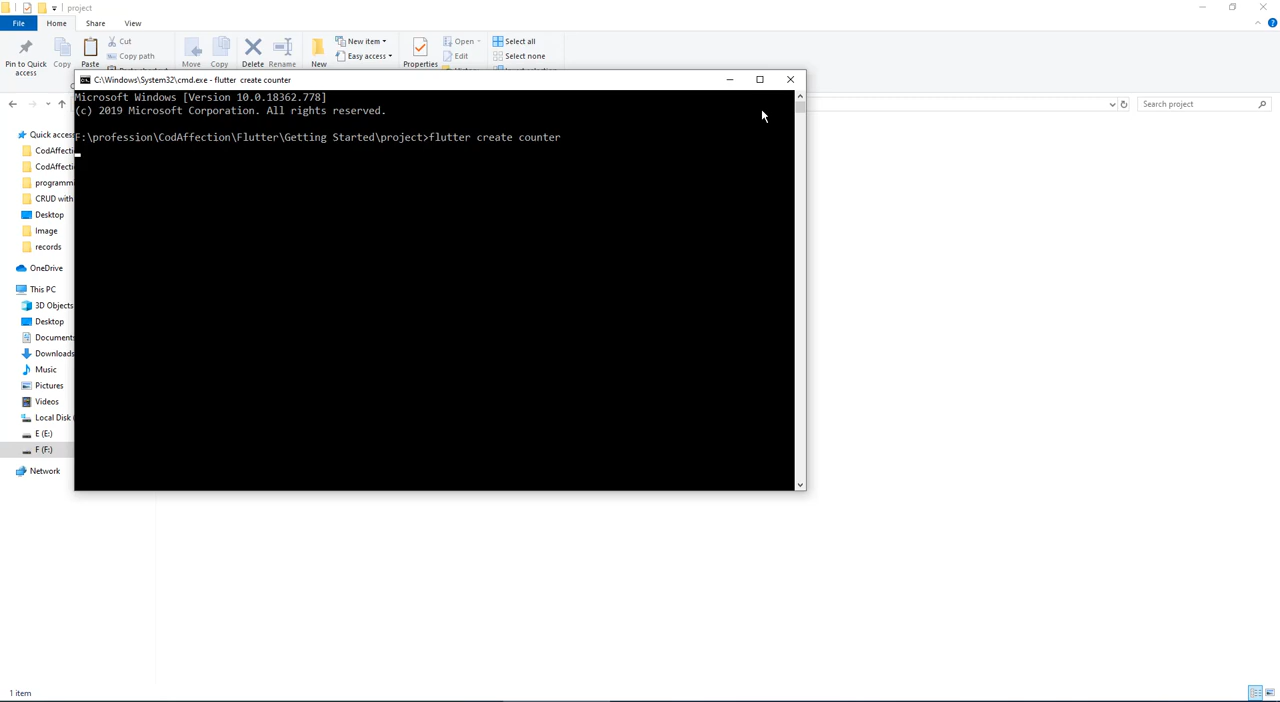 project
File
Home
Share
View
Pin to Quick access
Copy
Paste
Cut
Copy path
Move
Copy
Delete
Rename
New
New item
Easy access
Properties
Open
Edit
Select all
Select none
C:\Windows\System32\cmd.exe - flutter create counter
Microsoft Windows [Version 10.0.18362.778]
(c) 2019 Microsoft Corporation. All rights reserved.
F:\profession\CodAffection\Flutter\Getting Started\project>flutter create counter
Search project
Quick access
CodAffecti
CodAffecti
programm
CRUD with
Desktop
Image
records
OneDrive
This PC
3D Objects
Desktop
Documents
Downloads
Music
Pictures
Videos
Local Disk
E (E:)
F (F:)
Network
1 item